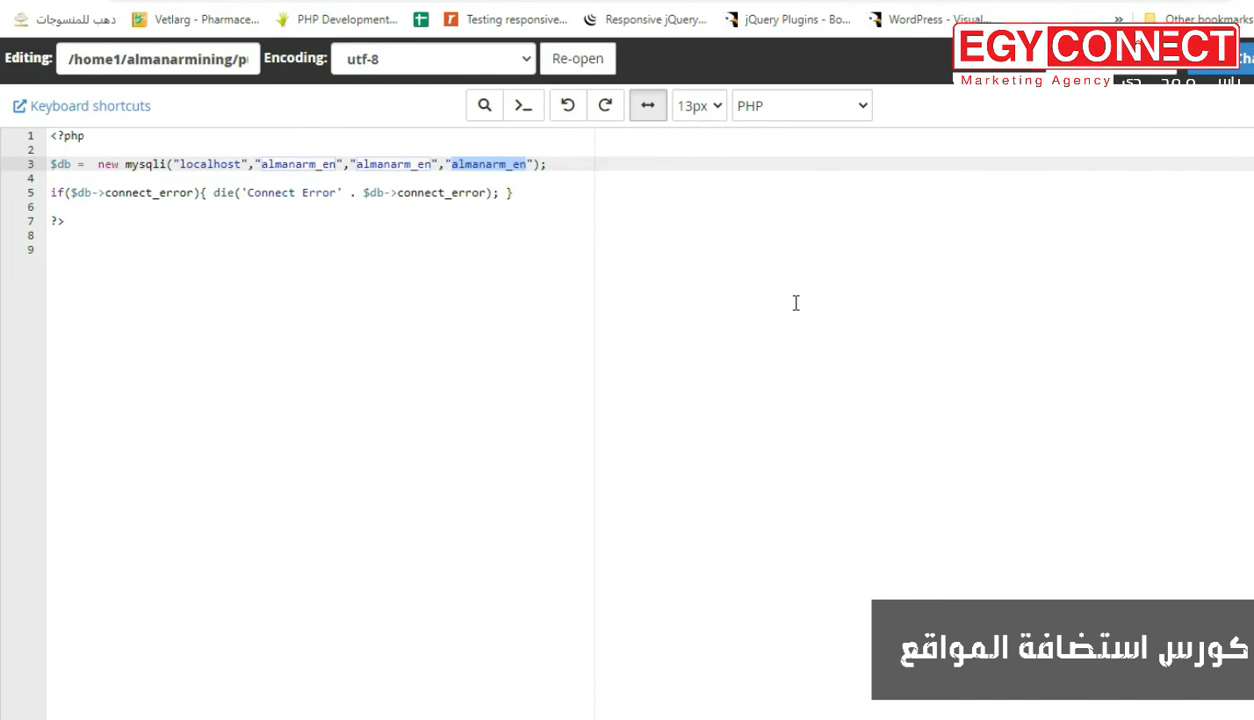 دهب للمنسوجات Vetlarg - Pharmace... PHP Development... Testing responsive... Responsive jQuery... jQuery Plugins - Bo... WordPress - Visual... » Other bookmarks
EGY CONNECT
Marketing Agency
Editing: /home1/almanarmining/p Encoding: utf-8 Re-open
Keyboard shortcuts 13px PHP
1 <?php
2
3 $db =  new mysqli("localhost","almanarm_en","almanarm_en","almanarm_en");
4
5 if($db->connect_error){ die('Connect Error' . $db->connect_error); }
6
7 ?>
8
9
كورس استضافة المواقع